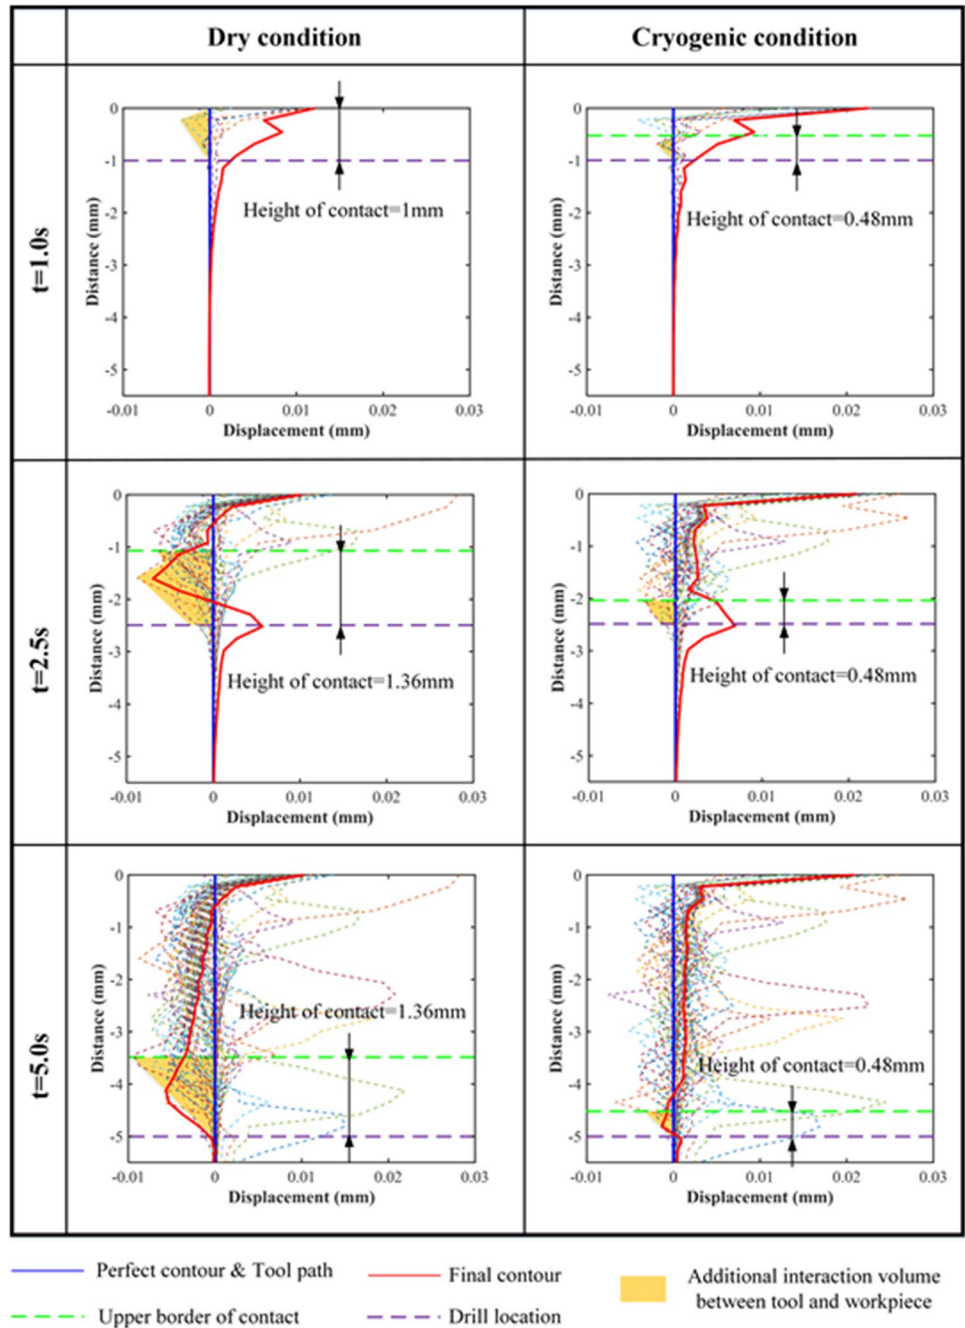 Dry condition
Cryogenic condition
t=1.0s
Distance (mm)
0
-1
-2
-3
-4
-5
Height of contact=1mm
-0.01
0
0.01
0.02
0.03
Displacement (mm)
Distance (mm)
0
-1
-2
-3
-4
-5
Height of contact=0.48mm
-0.01
0
0.01
0.02
0.03
Displacement (mm)
t=2.5s
Distance (mm)
0
-1
-2
-3
-4
-5
Height of contact=1.36mm
-0.01
0
0.01
0.02
0.03
Displacement (mm)
Distance (mm)
0
-1
-2
-3
-4
-5
Height of contact=0.48mm
-0.01
0
0.01
0.02
0.03
Displacement (mm)
t=5.0s
Distance (mm)
0
-1
-2
-3
-4
-5
Height of contact=1.36mm
-0.01
0
0.01
0.02
0.03
Displacement (mm)
Distance (mm)
0
-1
-2
-3
-4
-5
Height of contact=0.48mm
-0.01
0
0.01
0.02
0.03
Displacement (mm)
Perfect contour & Tool path
Final contour
Additional interaction volume
between tool and workpiece
Upper border of contact
Drill location